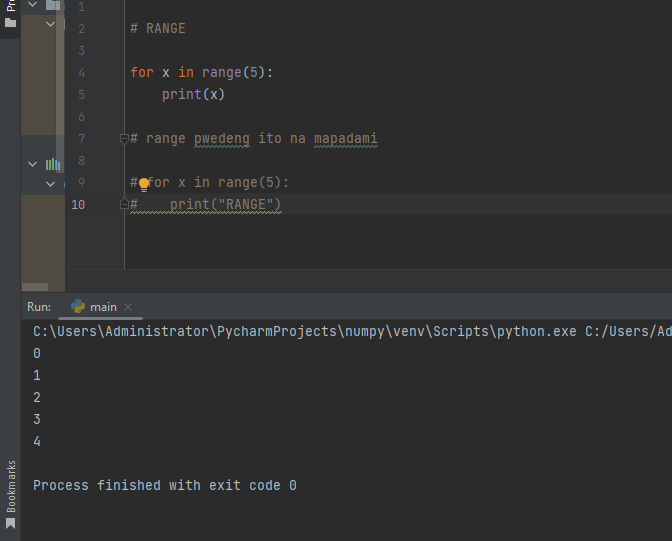 Pr
1
2 # RANGE
3
4 for x in range(5):
5     print(x)
6
7 # range pwedeng ito na mapadami
8
9 # for x in range(5):
10 #    print("RANGE")
Run: main ×
C:\Users\Administrator\PycharmProjects\numpy\venv\Scripts\python.exe C:/Users/Ad
0
1
2
3
4
Process finished with exit code 0
Bookmarks